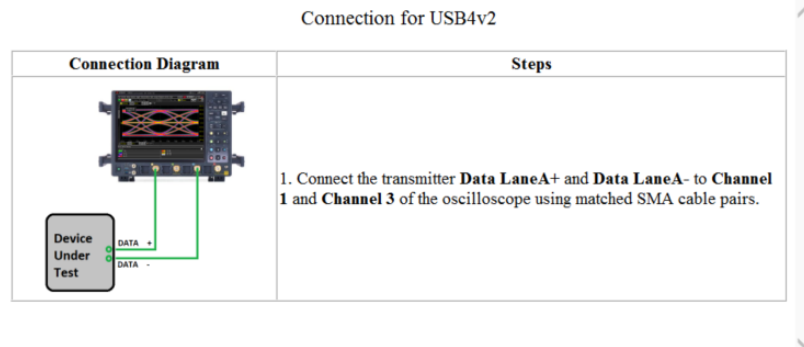 Connection for USB4v2
Connection Diagram
Steps
1. Connect the transmitter Data LaneA+ and Data LaneA- to Channel
1 and Channel 3 of the oscilloscope using matched SMA cable pairs.
Device
Under
Test
DATA +
DATA -